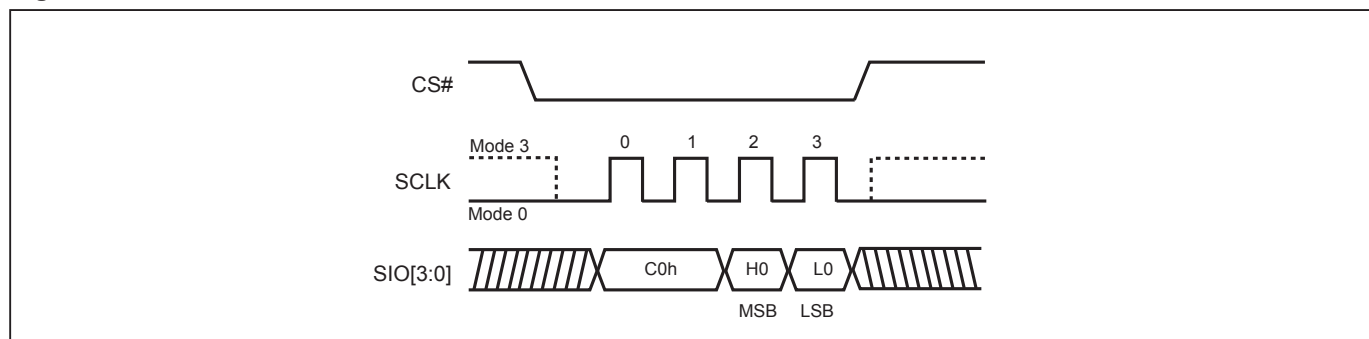 CS#
Mode 3
0 1 2 3
SCLK
Mode 0
SIO[3:0]
C0h H0 L0
MSB LSB